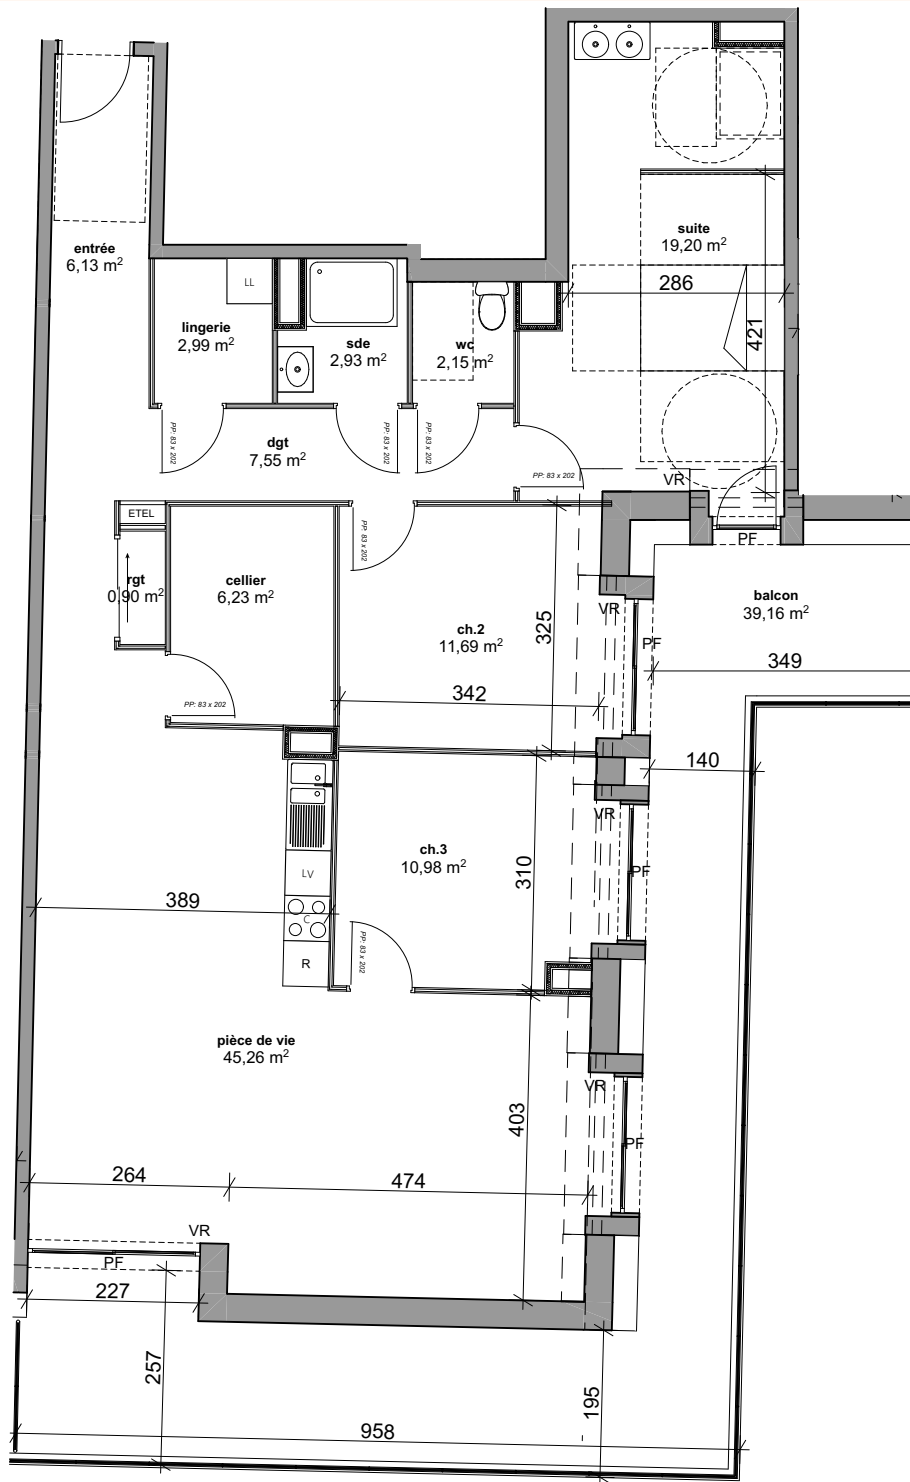 suite
19,20 m²
entrée
6,13 m²
286
LL
421
lingerie
2,99 m²
sde
2,93 m²
wc
2,15 m²
dgt
7,55 m²
PP: 83 x 202
PP: 83 x 202
PP: 83 x 202
PP: 83 x 202
VR
ETEL
PP: 83 x 202
PF
rgt
0,90 m²
cellier
6,23 m²
balcon
39,16 m²
VR
325
ch.2
11,69 m²
PF
349
342
PP: 83 x 202
140
VR
ch.3
10,98 m²
310
LV
PF
389
C
PP: 83 x 202
R
pièce de vie
45,26 m²
VR
403
PF
264
474
VR
PF
227
257
195
958